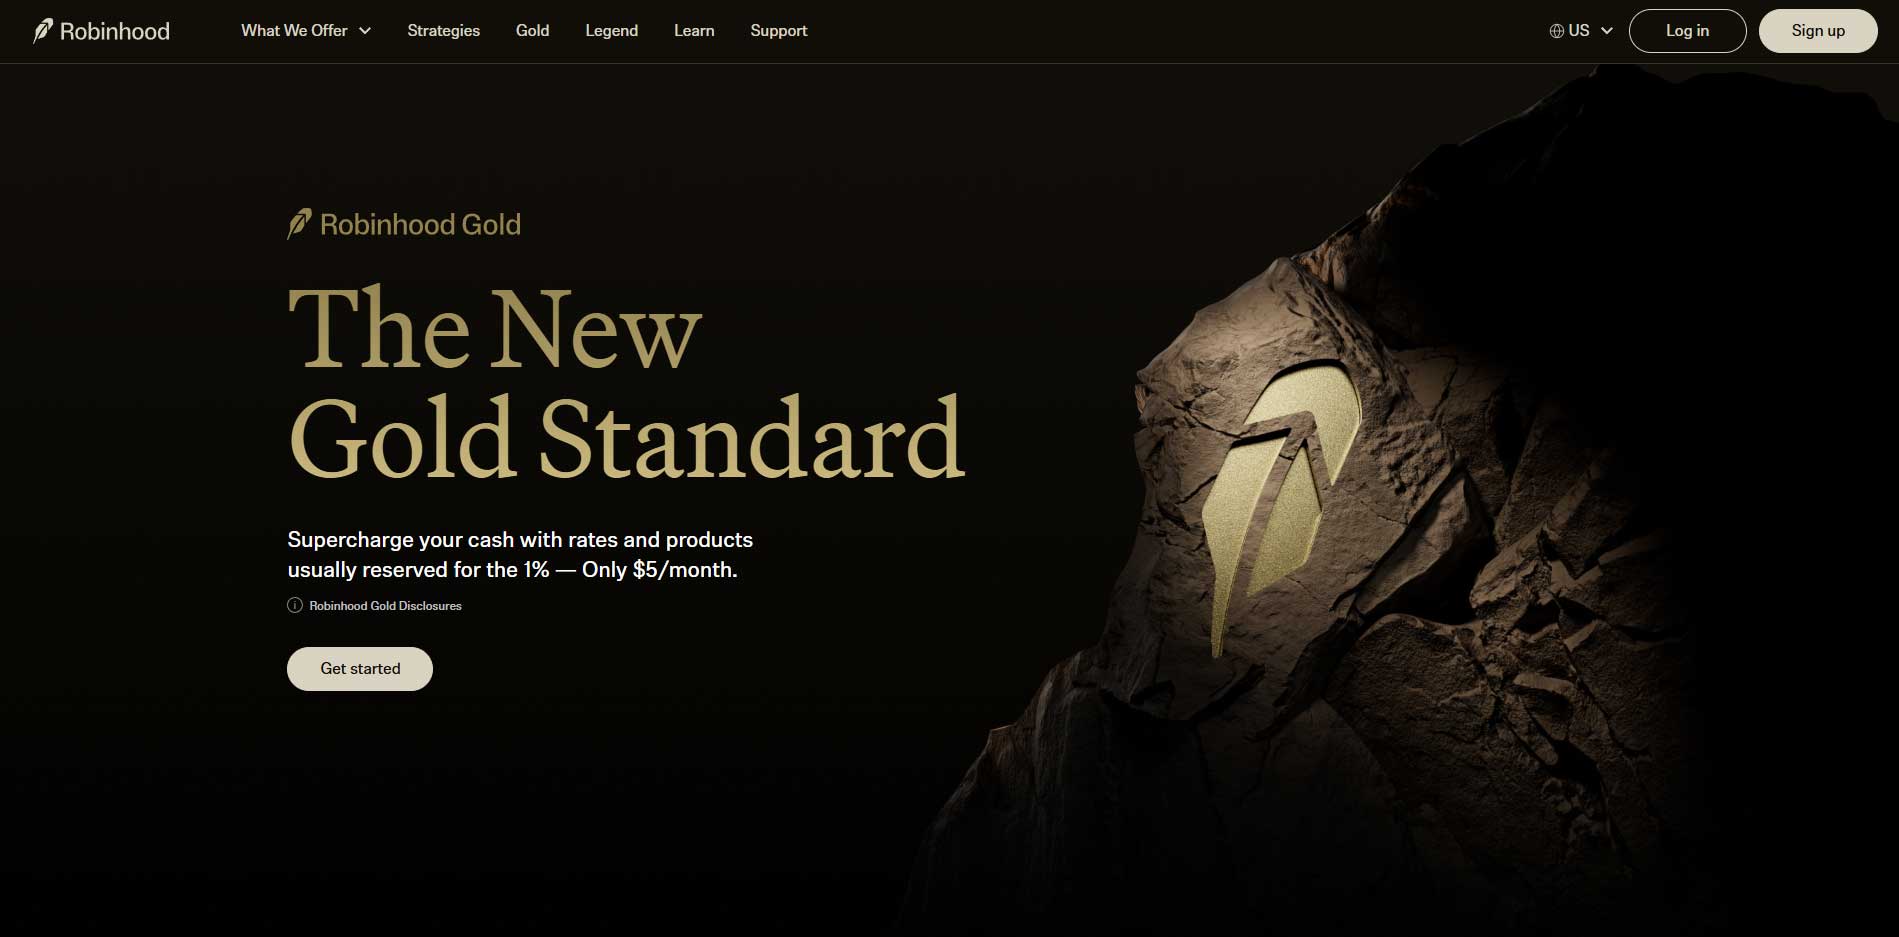 Robinhood
What We Offer
Strategies
Gold
Legend
Learn
Support
US
Log in
Sign up
Robinhood Gold
The New
Gold Standard
Supercharge your cash with rates and products
usually reserved for the 1% — Only $5/month.
Robinhood Gold Disclosures
Get started